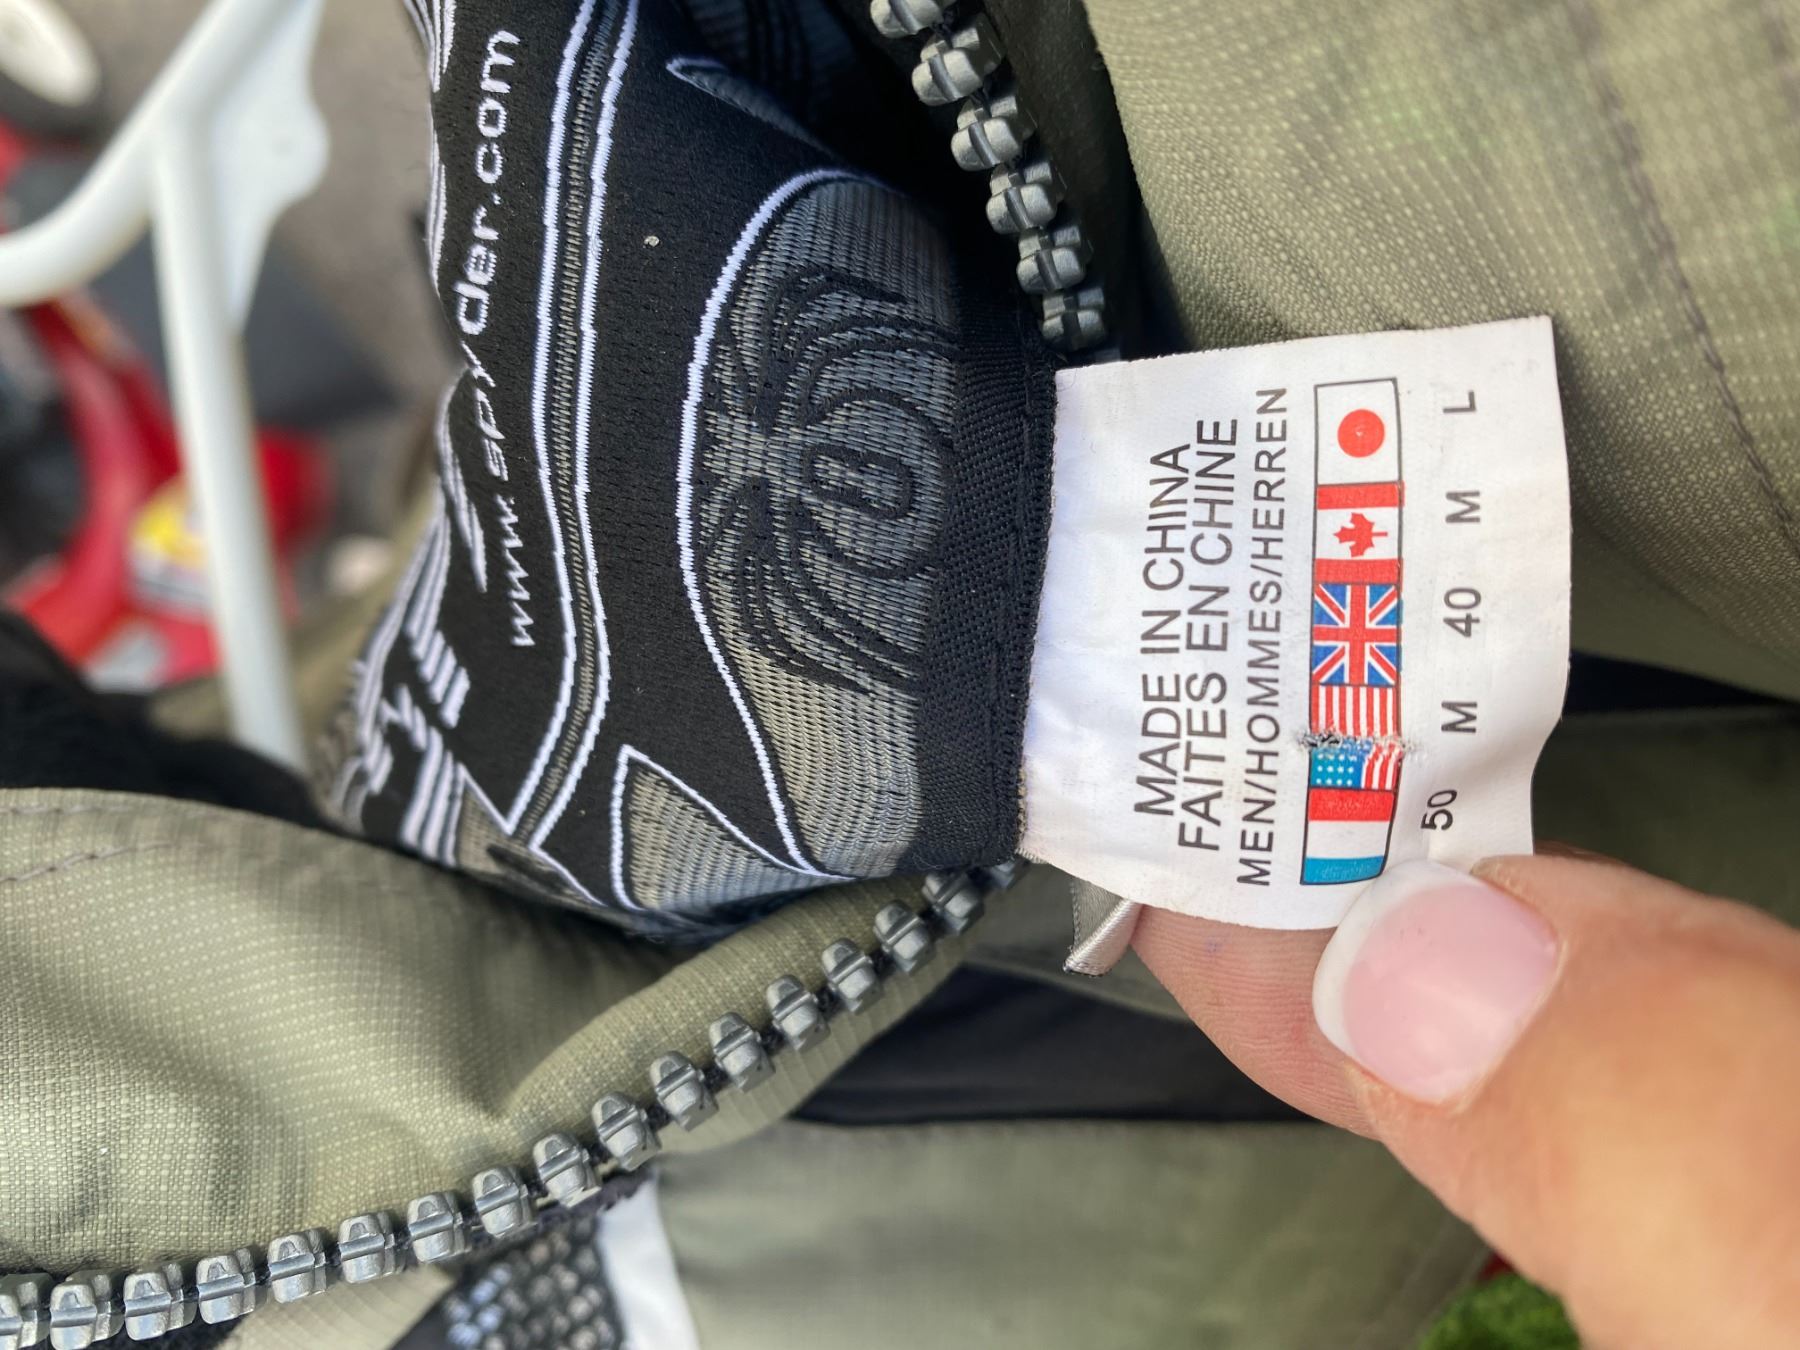 www.spyder.com
MADE IN CHINA
FAITES EN CHINE
MEN/HOMMES/HERREN
50 M 40 M L